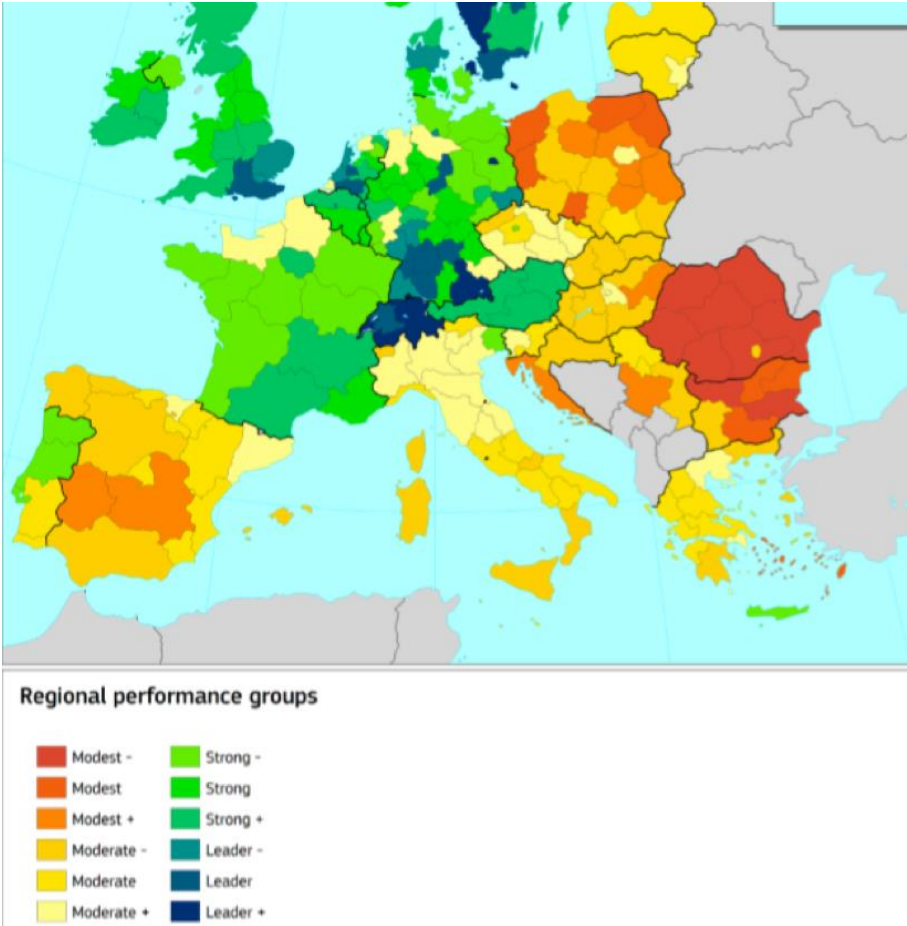 Regional performance groups
Modest -
Modest
Modest +
Moderate -
Moderate
Moderate +
Strong -
Strong
Strong +
Leader -
Leader
Leader +